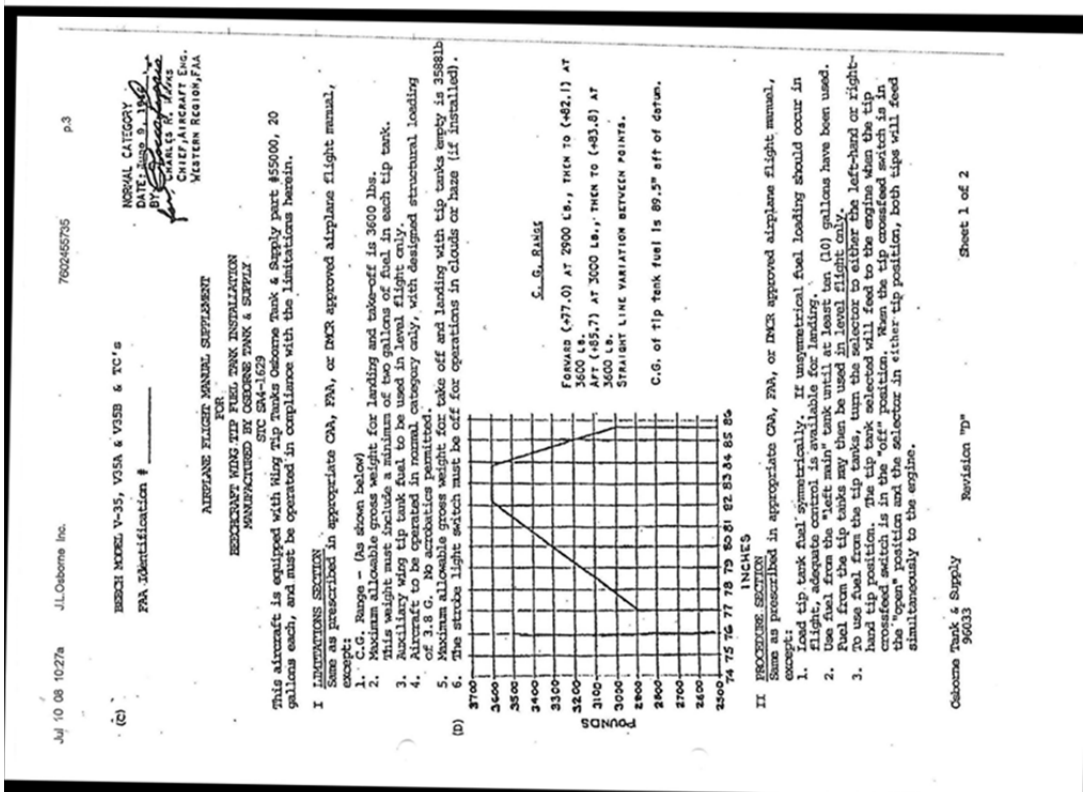 Jul 10 08 10:27a J.L.Osborne Inc. 7602455735 p.3
(C)
BEECH MODEL V-35, V35A & V35B & TC's
FAA Identification #
NORMAL CATEGORY
DATE: June 9, 19
BY
for CHARLES R.
CHIEF, AIRCRAFT ENG.
WESTERN REGION, FAA
AIRPLANE FLIGHT MANUAL SUPPLEMENT
FOR
BEECHCRAFT WING TIP FUEL TANK INSTALLATION
MANUFACTURED BY OSBORNE TANK & SUPPLY
STC SA4-1629
This aircraft is equipped with Wing Tip Tanks Osborne Tank & Supply part #55000, 20
gallons each, and must be operated in compliance with the limitations herein.
I LIMITATIONS SECTION
Same as prescribed in appropriate CAA, FAA, or DMCR approved airplane flight manual,
except:
1. C.G. Range - (As shown below)
2. Maximum allowable gross weight for landing and take-off is 3600 lbs.
This weight must include a minimum of two gallons of fuel in each tip tank.
3. Auxiliary wing tip tank fuel to be used in level flight only.
4. Aircraft to be operated in normal category only, with designed structural loading
of 3.8 G. No acrobatics permitted.
5. Maximum allowable gross weight for take off and landing with tip tanks empty is 3588lb
6. The strobe light switch must be off for operations in clouds or haze (if installed).
(D)
POUNDS
3700
3600
3500
3400
3300
3200
3100
3000
2900
2800
2700
2600
2500
74 75 76 77 78 79 80 81 82 83 84 85 86
INCHES
C.G. RANGE
FORWARD (+77.0) AT 2900 LB., THEN TO (+82.1) AT
3600 LB.
AFT (+85.7) AT 3000 LB., THEN TO (+83.8) AT
3600 LB.
STRAIGHT LINE VARIATION BETWEEN POINTS.
C.G. of tip tank fuel is 89.5" aft of datum.
II PROCEDURE SECTION
Same as prescribed in appropriate CAA, FAA, or DMCR approved airplane flight manuel,
except:
1. Load tip tank fuel symmetrically. If unsymmetrical fuel loading should occur in
flight, adequate control is available for landing.
2. Use fuel from the "left main" tank until at least ten (10) gallons have been used.
Fuel from the tip tanks may then be used in level flight only.
3. To use fuel from the tip tanks, turn the selector to either the left-hand or right-
hand tip position. The tip tank selected will feed to the engine when the tip
crossfeed switch is in the "off" position. When the tip crossfeed switch is in
the "open" position and the selector in either tip position, both tips will feed
simultaneously to the engine.
Osborne Tank & Supply
96033
Revision "D"
Sheet 1 of 2